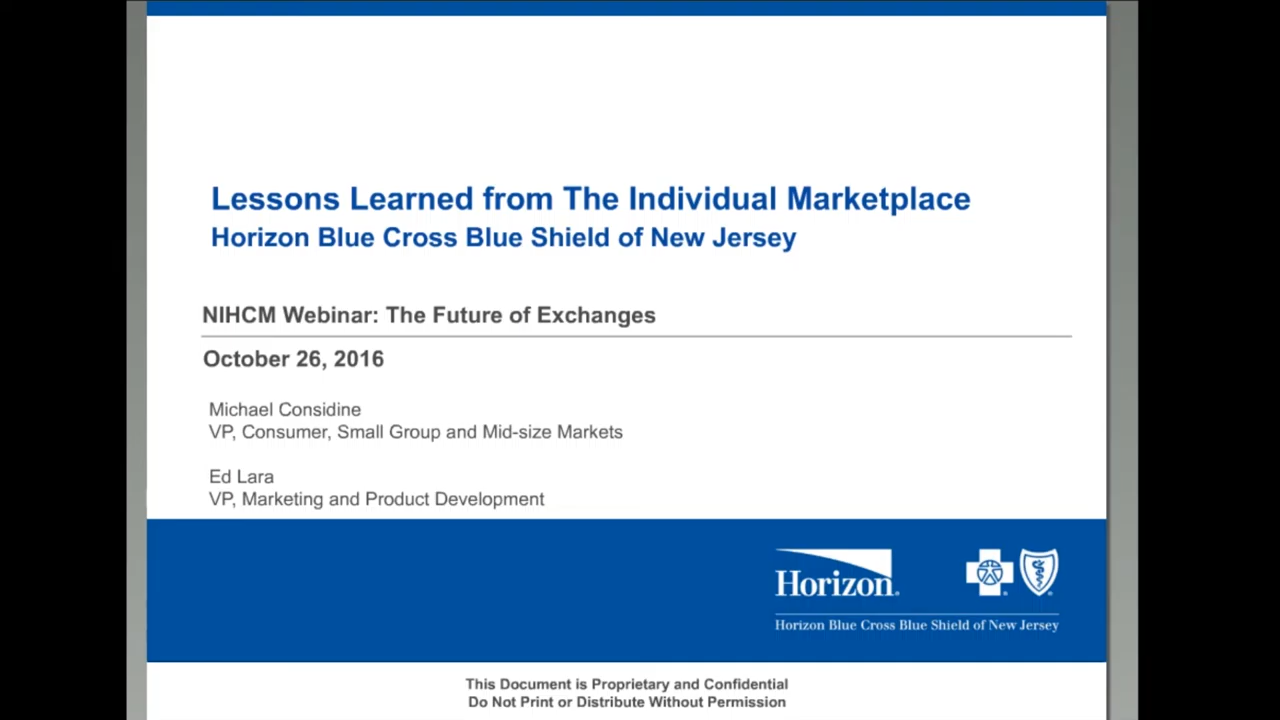 Lessons Learned from The Individual Marketplace
Horizon Blue Cross Blue Shield of New Jersey
NIHCM Webinar: The Future of Exchanges
October 26, 2016
Michael Considine
VP, Consumer, Small Group and Mid-size Markets
Ed Lara
VP, Marketing and Product Development
Horizon®
Horizon Blue Cross Blue Shield of New Jersey
This Document is Proprietary and Confidential
Do Not Print or Distribute Without Permission